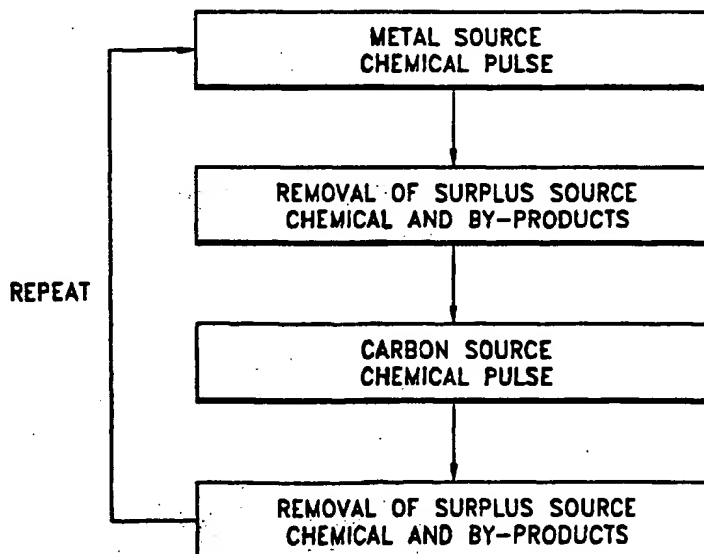 METAL SOURCE
CHEMICAL PULSE
REMOVAL OF SURPLUS SOURCE
CHEMICAL AND BY-PRODUCTS
REPEAT
CARBON SOURCE
CHEMICAL PULSE
REMOVAL OF SURPLUS SOURCE
CHEMICAL AND BY-PRODUCTS